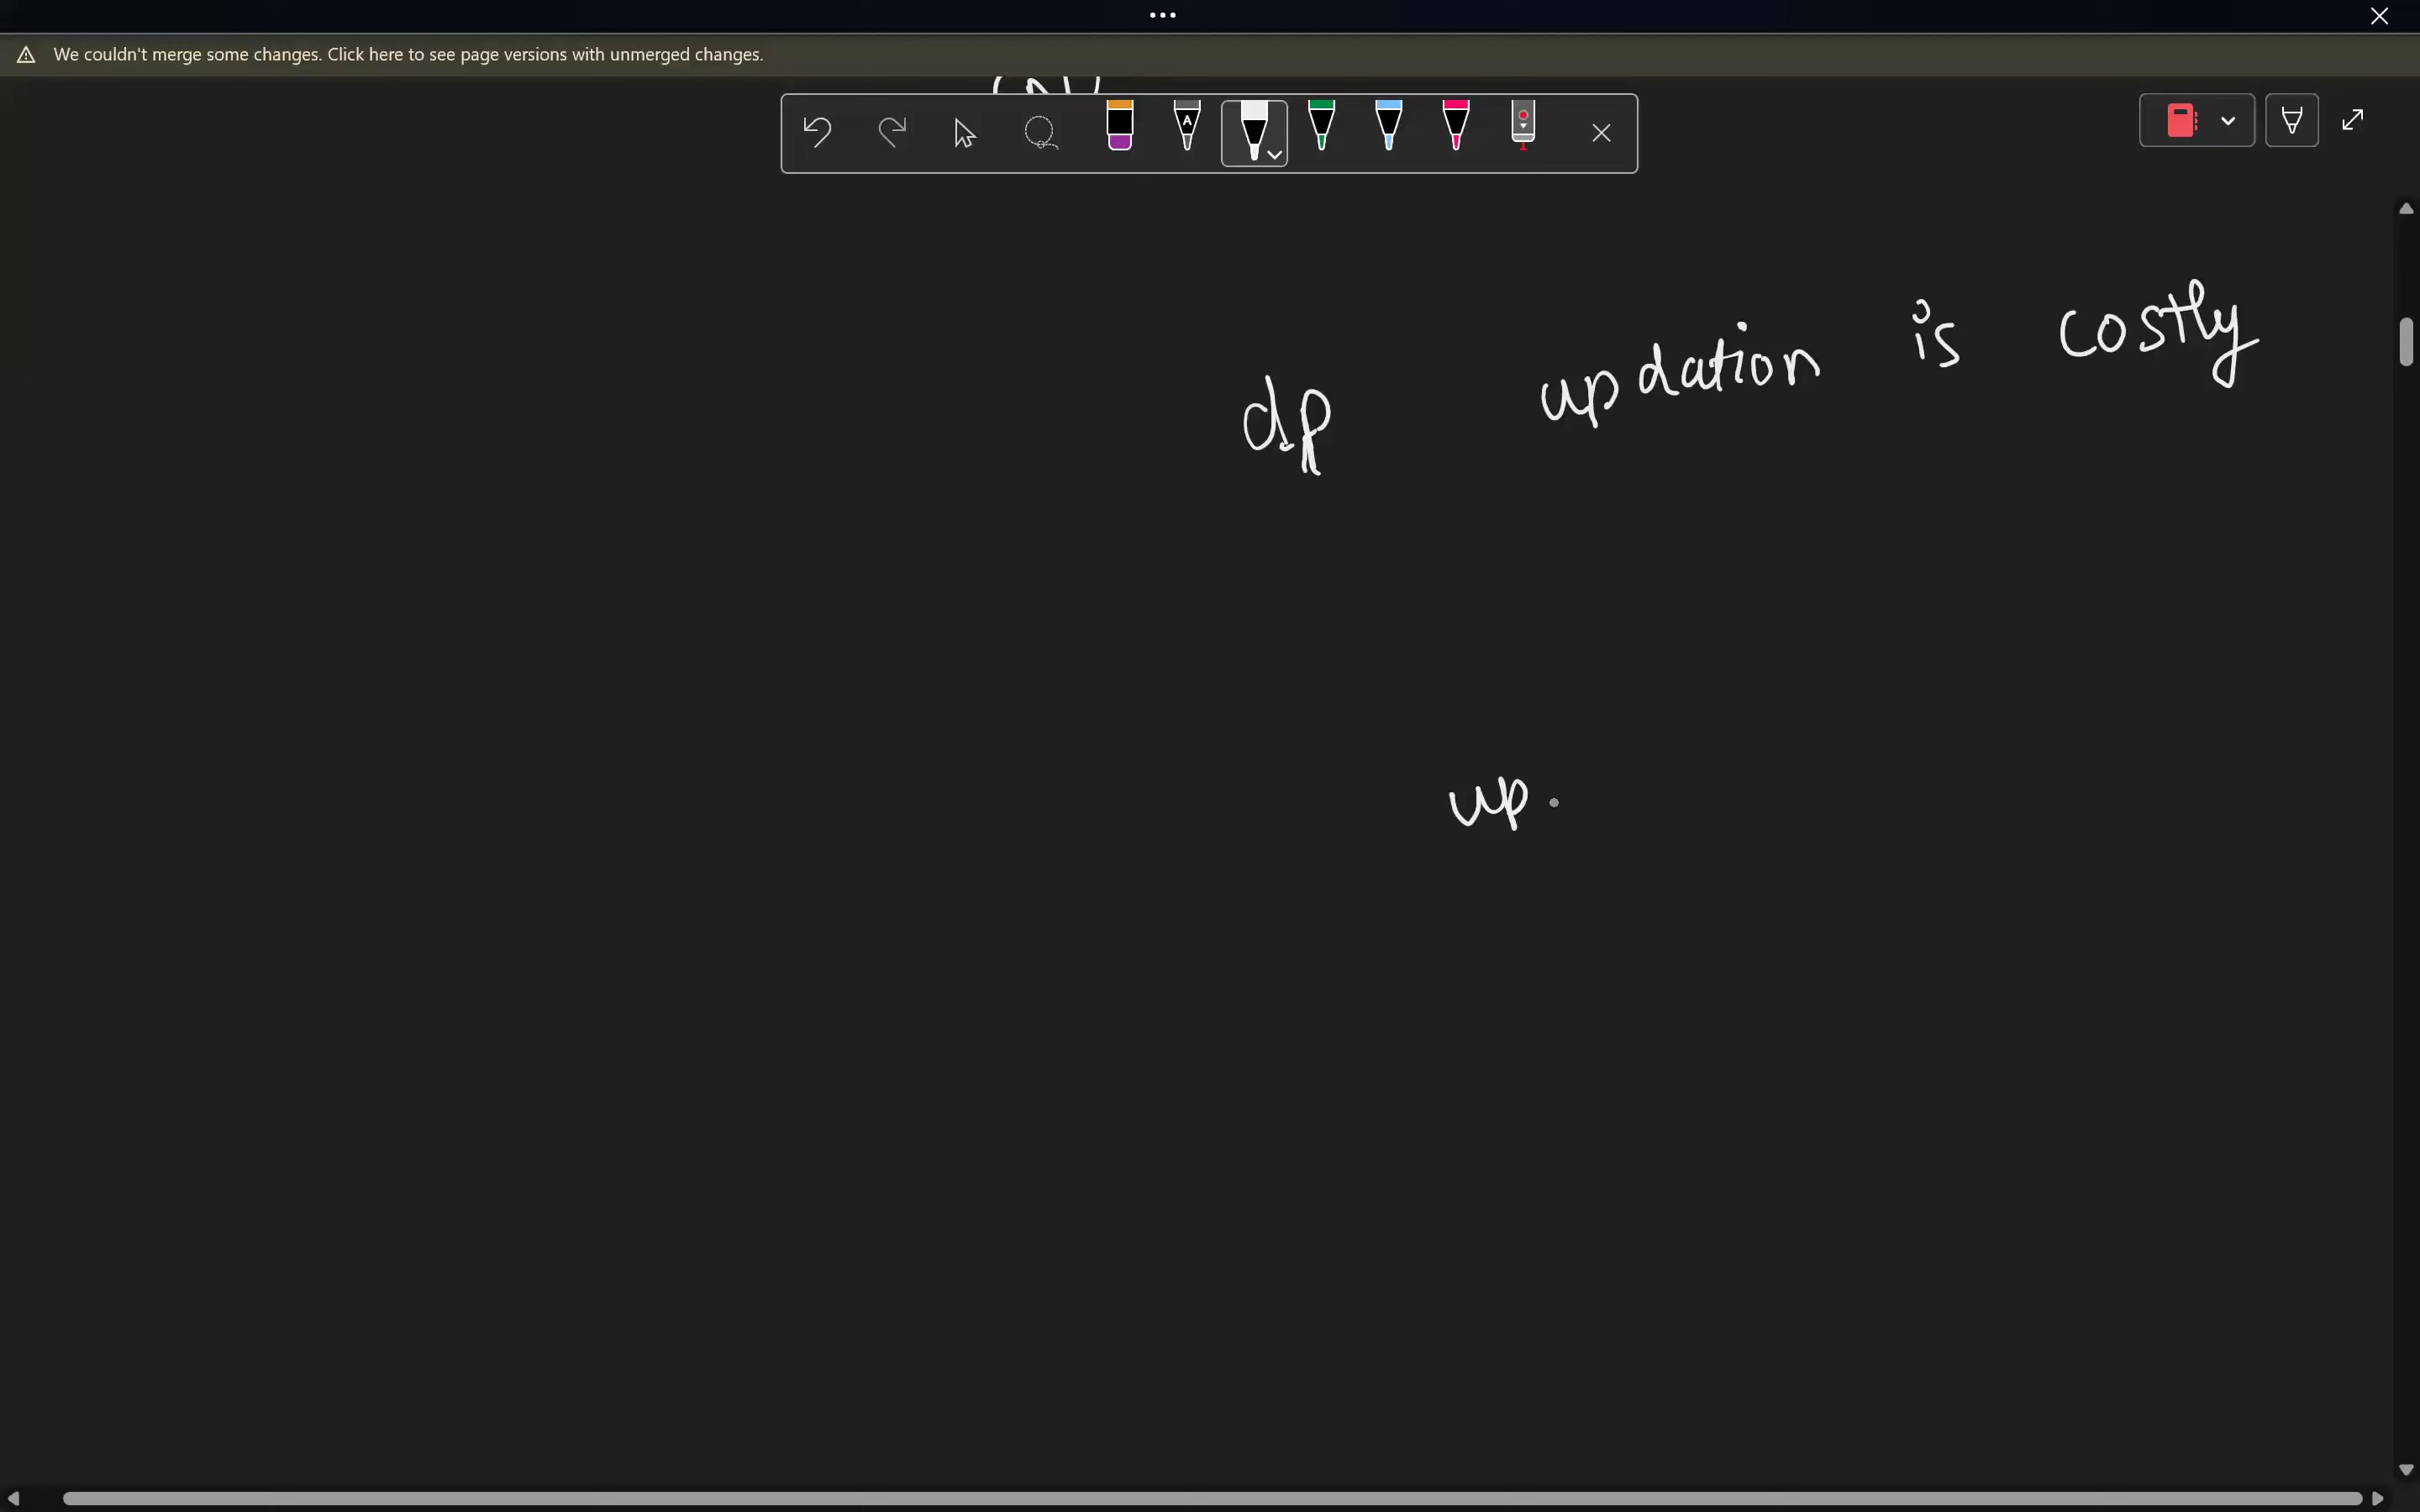 We couldn't merge some changes. Click here to see page versions with unmerged changes.
A
dp updation is costly
up